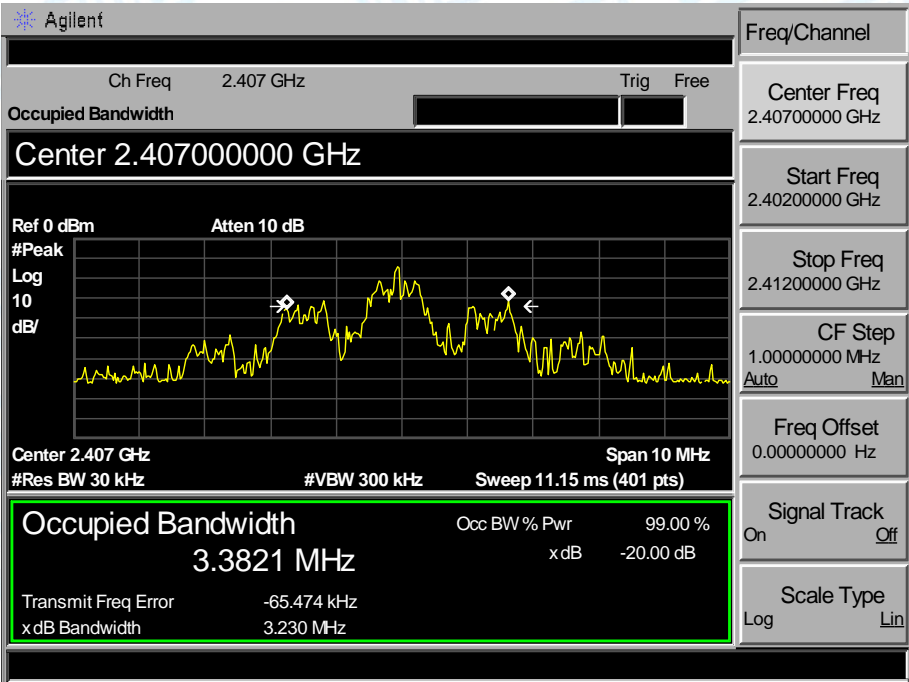 Agilent
Freq/Channel
Ch Freq 2.407 GHz Trig Free
Occupied Bandwidth
Center 2.407000000 GHz
Ref 0 dBm Atten 10 dB
#Peak
Log
10
dB/
Center 2.407 GHz Span 10 MHz
#Res BW 30 kHz #VBW 300 kHz Sweep 11.15 ms (401 pts)
Occupied Bandwidth Occ BW % Pwr 99.00 %
3.3821 MHz x dB -20.00 dB
Transmit Freq Error -65.474 kHz
x dB Bandwidth 3.230 MHz
Center Freq
2.40700000 GHz
Start Freq
2.40200000 GHz
Stop Freq
2.41200000 GHz
CF Step
1.00000000 MHz
Auto Man
Freq Offset
0.00000000 Hz
Signal Track
On Off
Scale Type
Log Lin